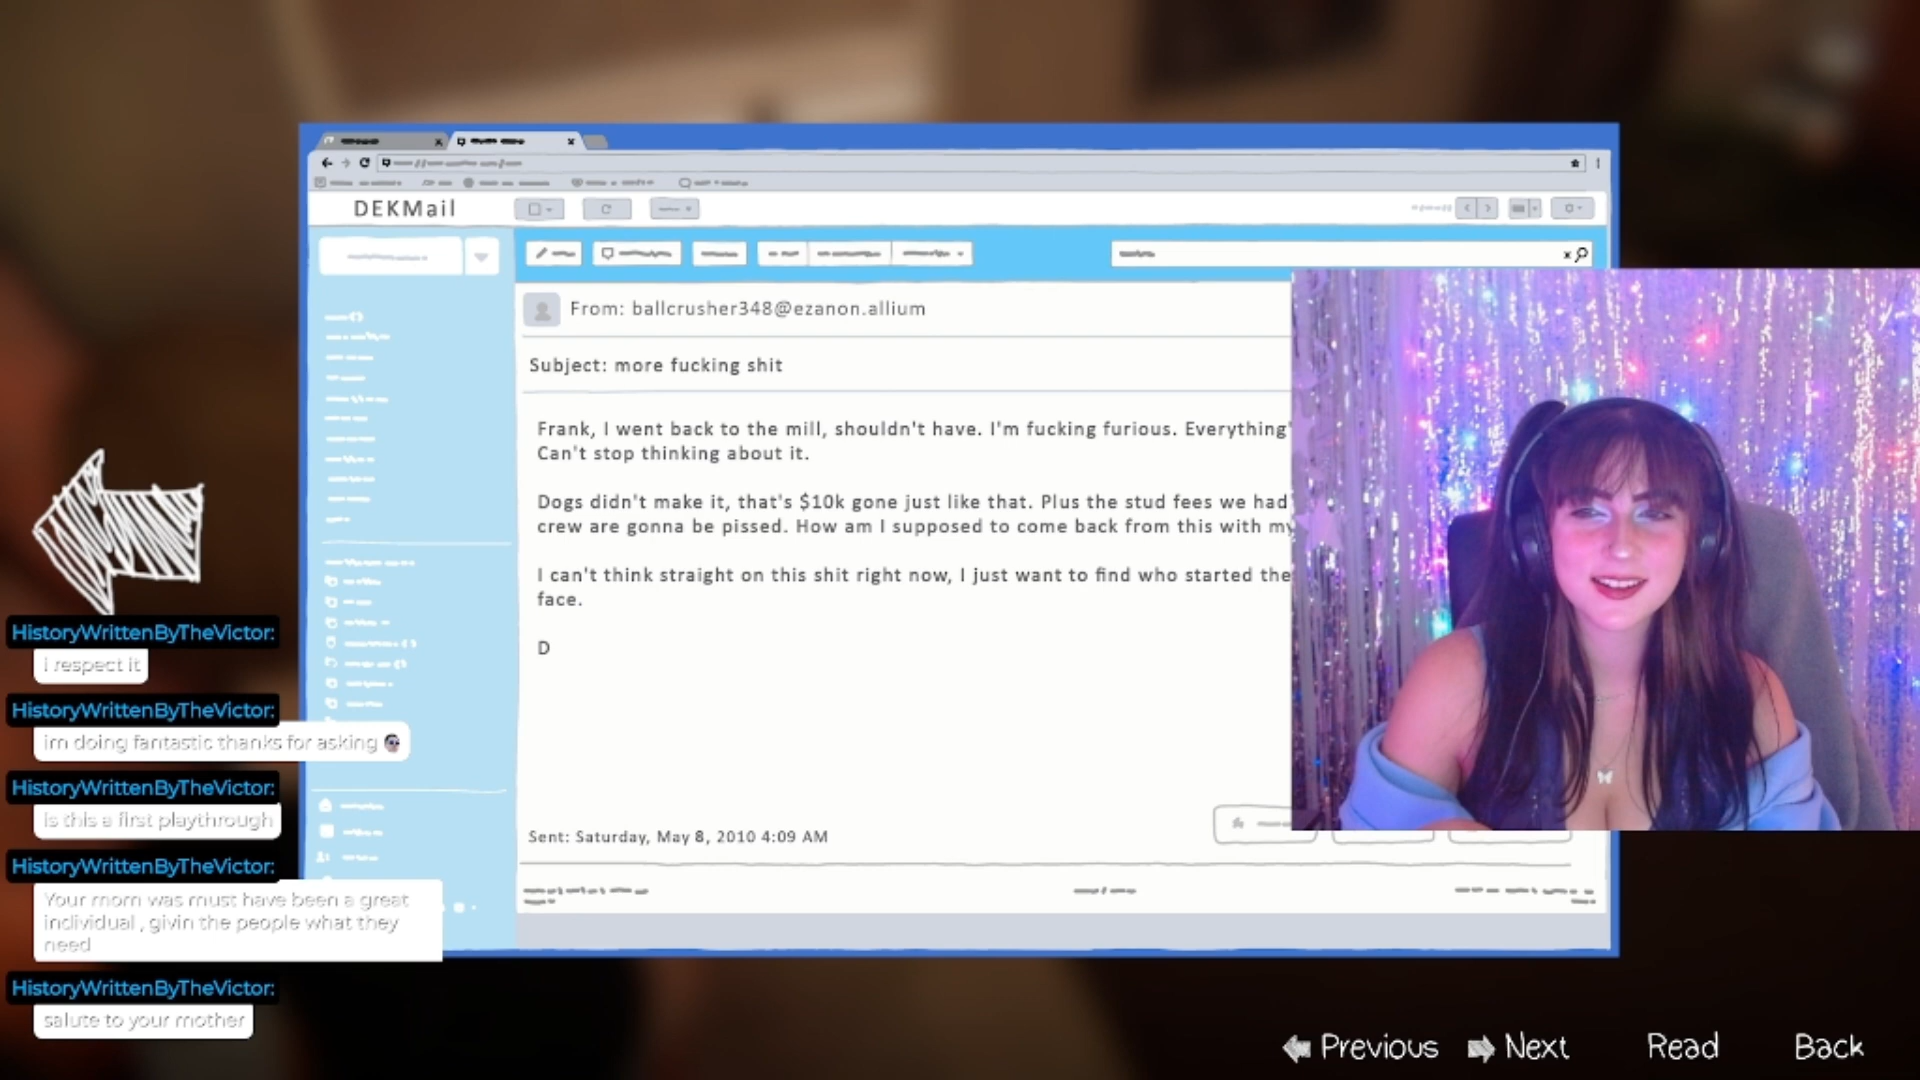 DEKMail
From: ballcrusher348@ezanon.allium
Subject: more fucking shit
Frank, I went back to the mill, shouldn't have. I'm fucking furious. Everything'
Can't stop thinking about it.
Dogs didn't make it, that's $10k gone just like that. Plus the stud fees we had
crew are gonna be pissed. How am I supposed to come back from this with my
I can't think straight on this shit right now, I just want to find who started the
face.
D
Sent: Saturday, May 8, 2010 4:09 AM
HistoryWrittenByTheVictor:
i respect it
HistoryWrittenByTheVictor:
im doing fantastic thanks for asking
HistoryWrittenByTheVictor:
is this a first playthrough
HistoryWrittenByTheVictor:
Your mom was must have been a great
individual , givin the people what they
need
HistoryWrittenByTheVictor:
salute to your mother
Previous
Next
Read
Back